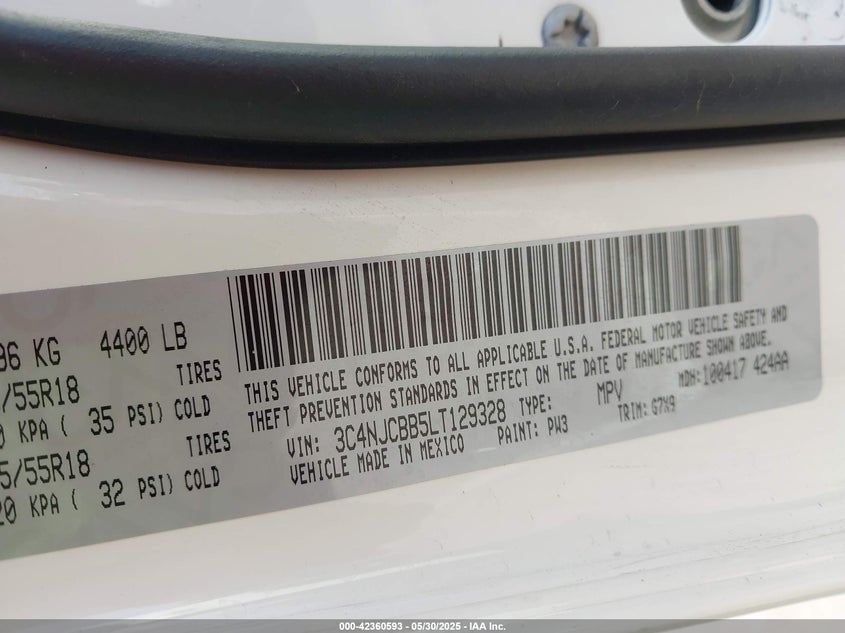 96 KG 4400 LB
TIRES
/55R18
KPA ( 35 PSI) COLD
TIRES
5/55R18
20 KPA ( 32 PSI) COLD
THIS VEHICLE CONFORMS TO ALL APPLICABLE U.S.A. FEDERAL MOTOR VEHICLE SAFETY AND
THEFT PREVENTION STANDARDS IN EFFECT ON THE DATE OF MANUFACTURE SHOWN ABOVE.
VIN: 3C4NJCBB5LT129328 TYPE: MPV MDH:100417 424AA
VEHICLE MADE IN MEXICO PAINT: PW3 TRIM: G7X9
000-42360593 - 05/30/2025 - IAA Inc.